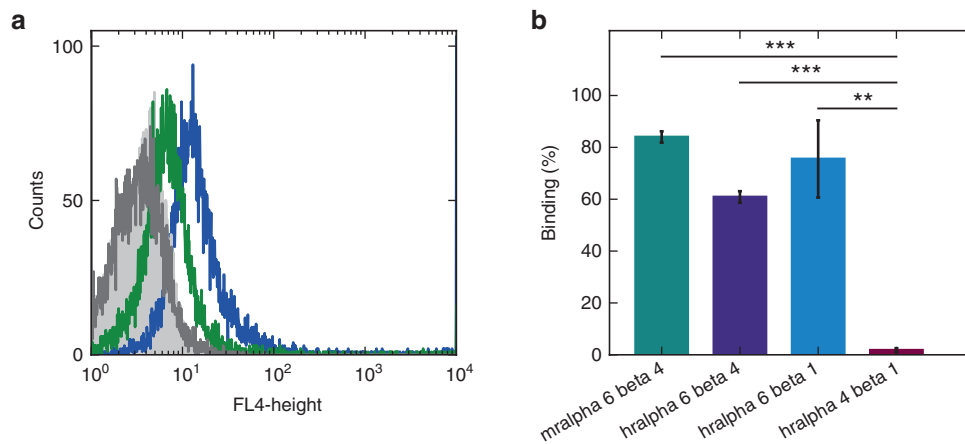 a
100
50
0
Counts
10^0
10^1
10^2
10^3
10^4
FL4-height
b
***
***
**
100
80
60
40
20
0
Binding (%)
mralpha 6 beta 4
hralpha 6 beta 4
hralpha 6 beta 1
hralpha 4 beta 1